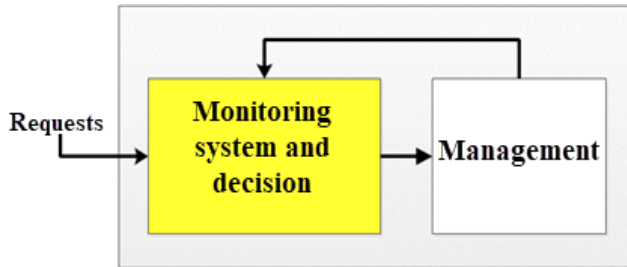 Requests
Monitoring
system and
decision
Management